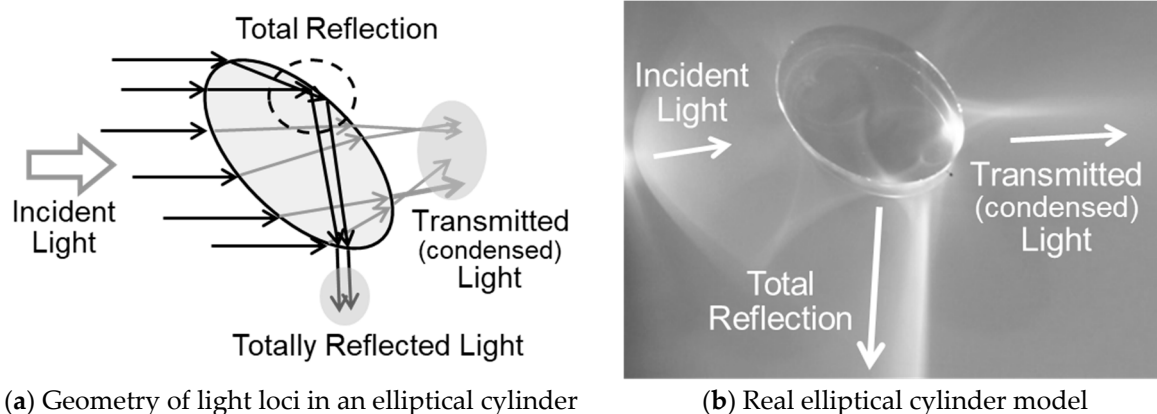 Total Reflection
Incident
Light
Transmitted
(condensed)
Light
Totally Reflected Light
(a) Geometry of light loci in an elliptical cylinder
Incident
Light
Transmitted
(condensed)
Light
Total
Reflection
(b) Real elliptical cylinder model